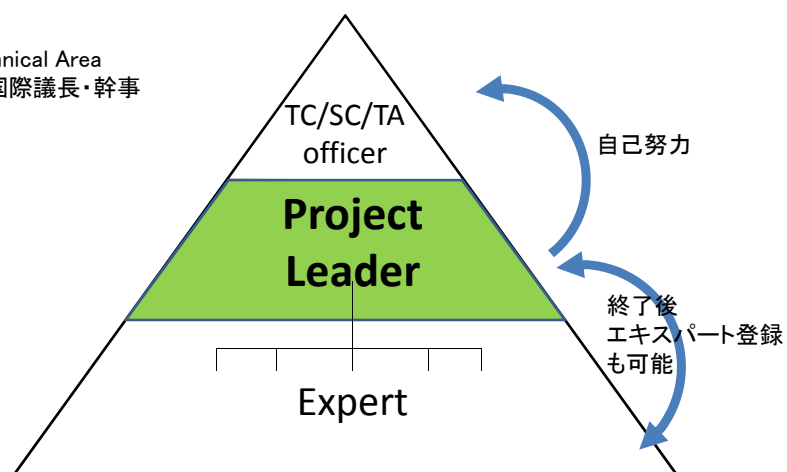 nical Area
国際議長・幹事
TC/SC/TA
officer
自己努力
Project
Leader
終了後
エキスパート登録
も可能
Expert